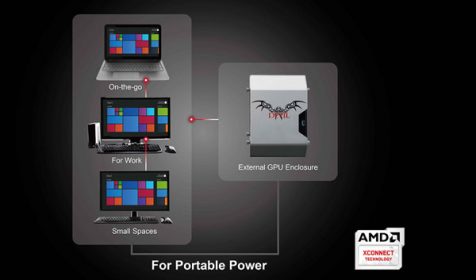 On-the-go
For Work
Small Spaces
DEVIL
External GPU Enclosure
For Portable Power
AMD
XCONNECT
TECHNOLOGY